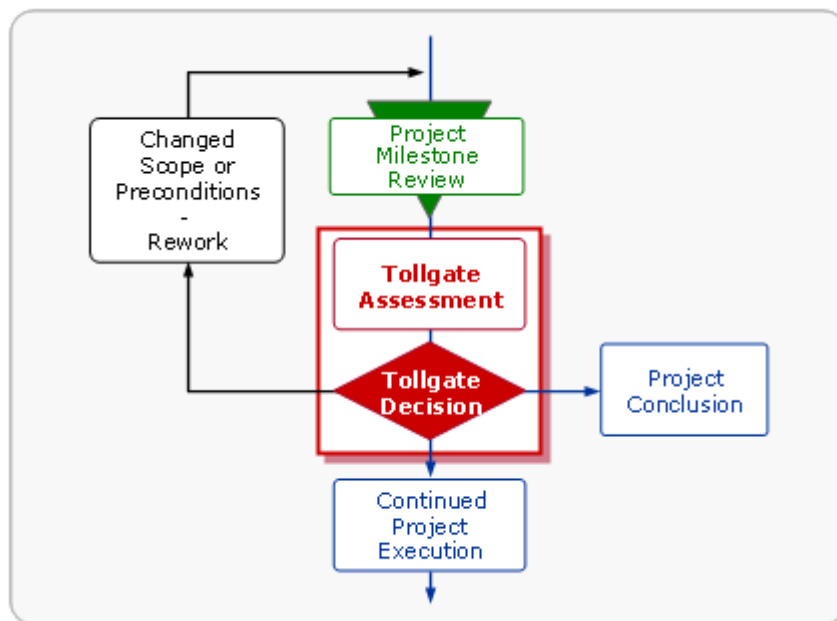 Changed
Scope or
Preconditions
-
Rework
Project
Milestone
Review
Tollgate
Assessment
Tollgate
Decision
Project
Conclusion
Continued
Project
Execution